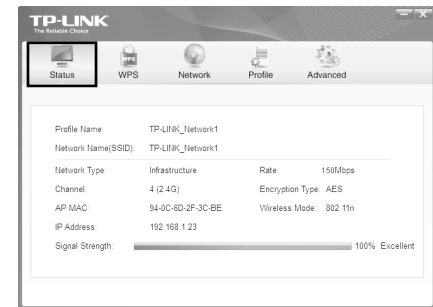 TP-LINK
The Reliable Choice
WPS
Status WPS Network Profile Advanced
Profile Name: TP-LINK_Network1
Network Name(SSID): TP-LINK_Network1
Network Type: Infrastructure Rate: 150Mbps
Channel: 4 (2.4G) Encryption Type: AES
AP MAC: 94-0C-6D-2F-3C-BE Wireless Mode: 802.11n
IP Address: 192.168.1.23
Signal Strength: 100% Excellent